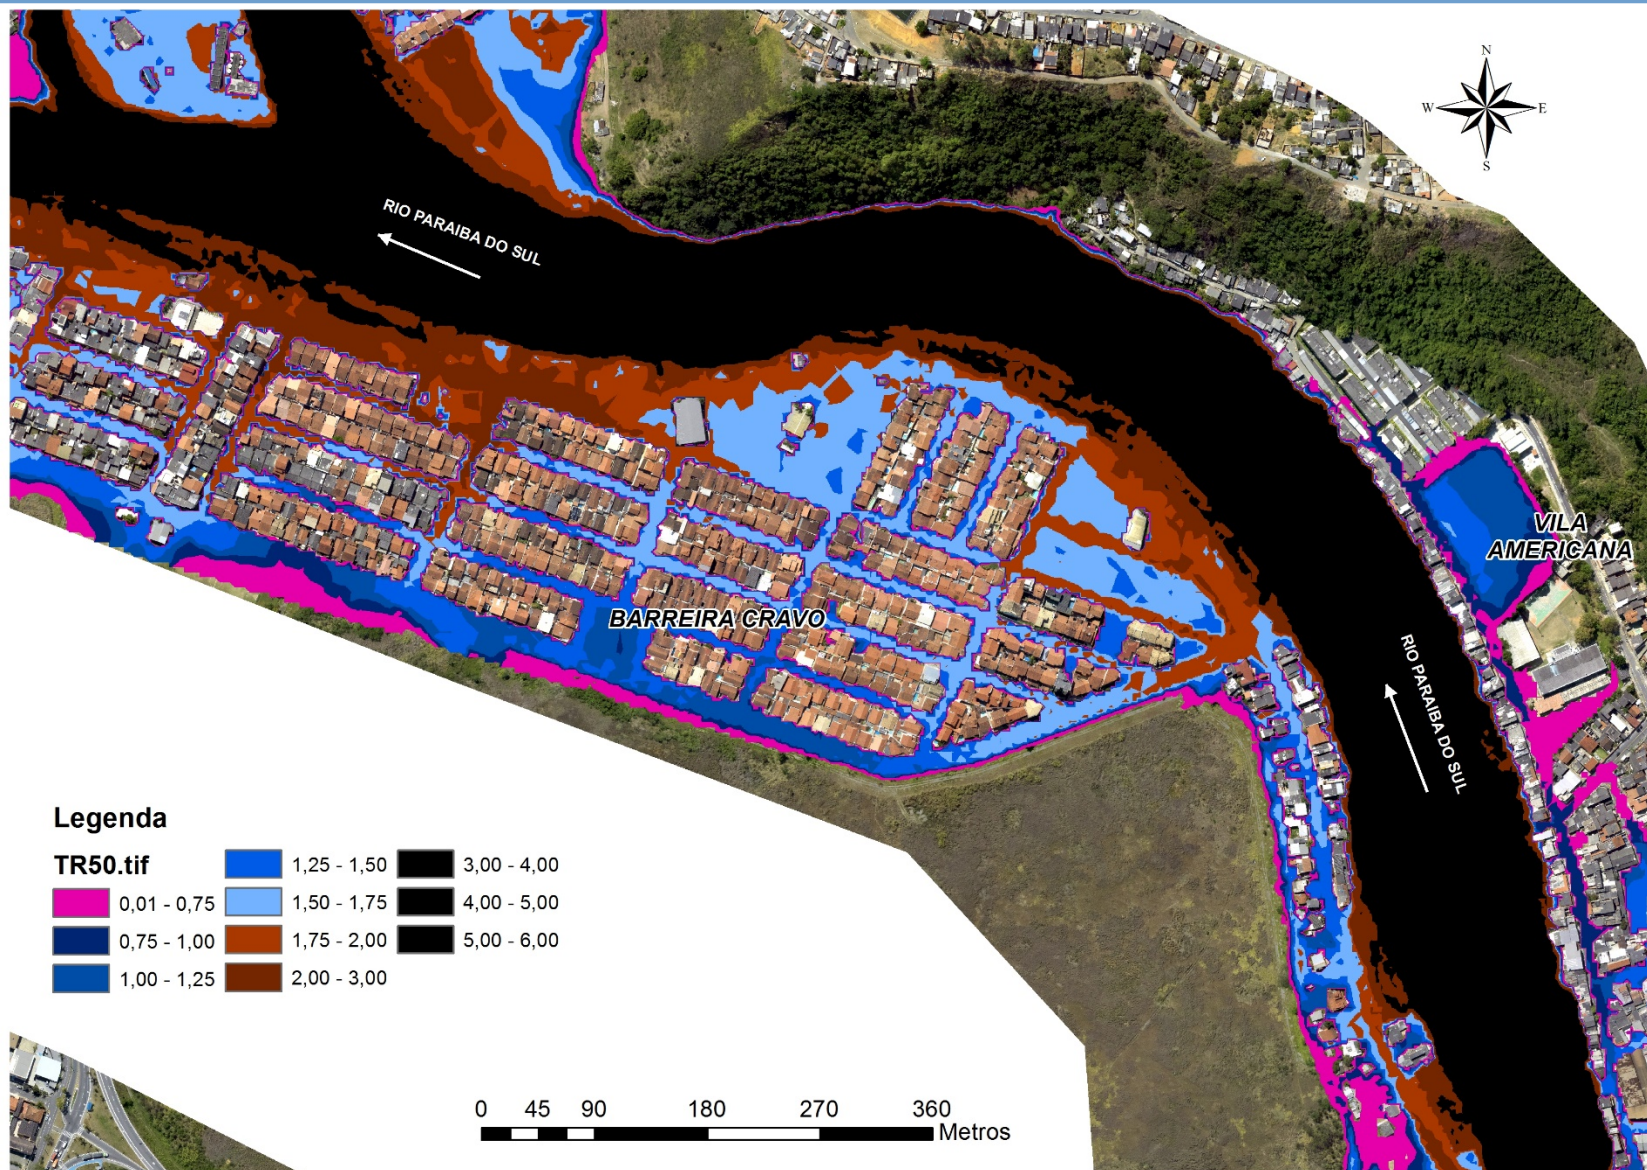 N
W E
S
RIO PARAIBA DO SUL
VILA
AMERICANA
BARREIRA CRAVO
RIO PARAIBA DO SUL
Legenda
TR50.tif
0,01 - 0,75
0,75 - 1,00
1,00 - 1,25
1,25 - 1,50
1,50 - 1,75
1,75 - 2,00
2,00 - 3,00
3,00 - 4,00
4,00 - 5,00
5,00 - 6,00
0 45 90 180 270 360
Metros